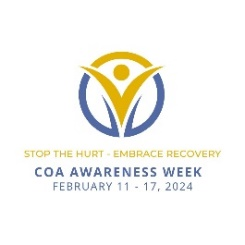 STOP THE HURT - EMBRACE RECOVERY
COA AWARENESS WEEK
FEBRUARY 11 - 17, 2024